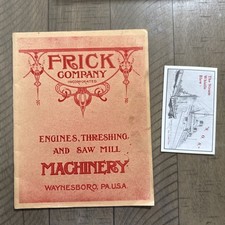 FRICK
COMPANY
INCORPORATED
ENGINES, THRESHING
AND SAW MILL
MACHINERY
WAYNESBORO, PA. U.S.A.